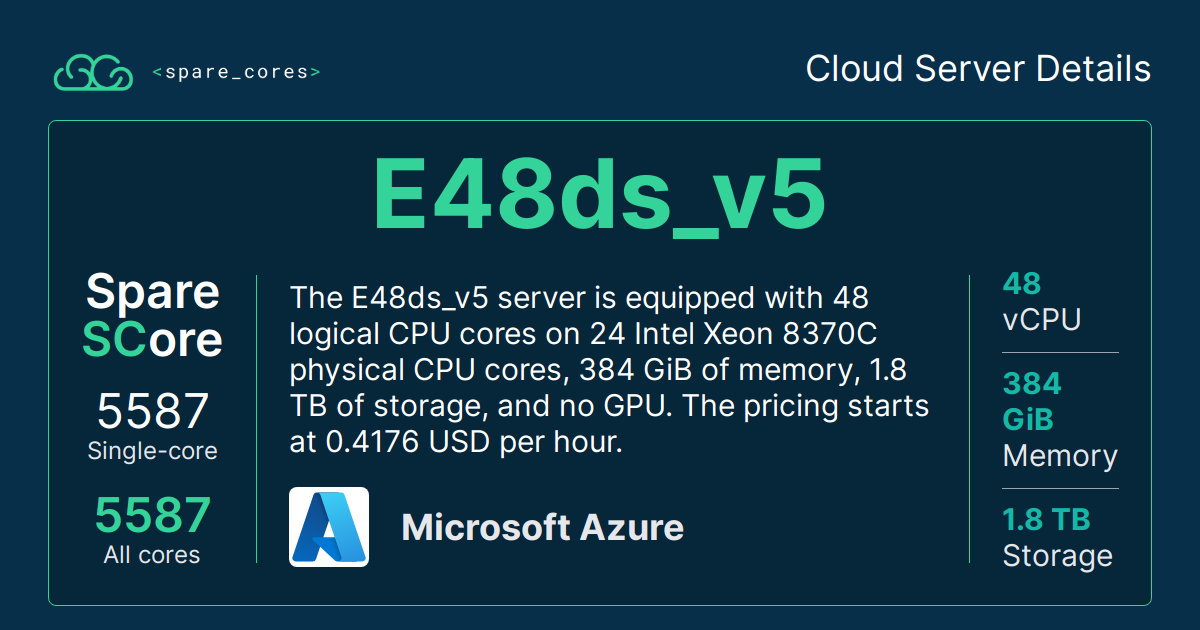 <spare_cores>
Cloud Server Details
E48ds_v5
Spare
SCore
5587
Single-core
5587
All cores
The E48ds_v5 server is equipped with 48
logical CPU cores on 24 Intel Xeon 8370C
physical CPU cores, 384 GiB of memory, 1.8
TB of storage, and no GPU. The pricing starts
at 0.4176 USD per hour.
Microsoft Azure
48
vCPU
384
GiB
Memory
1.8 TB
Storage